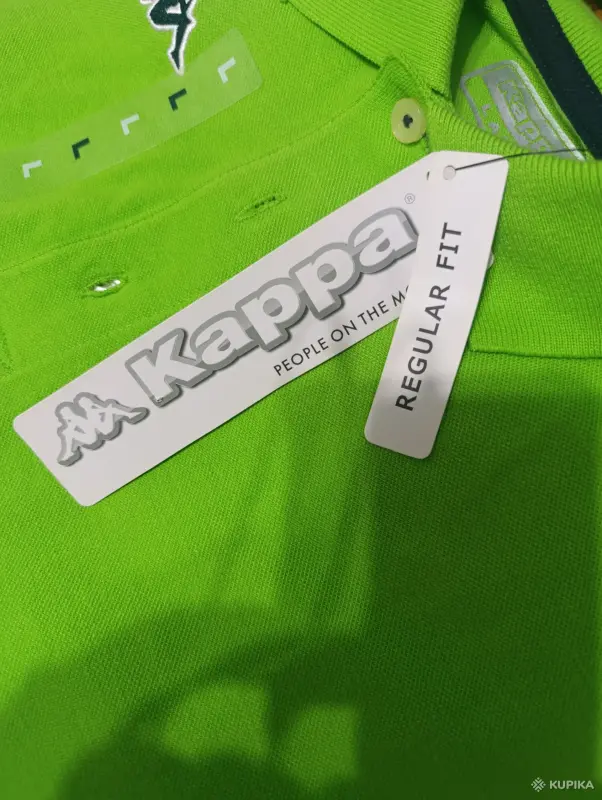 L L L L L
Kappa®
PEOPLE ON THE
REGULAR FIT
KUPIKA